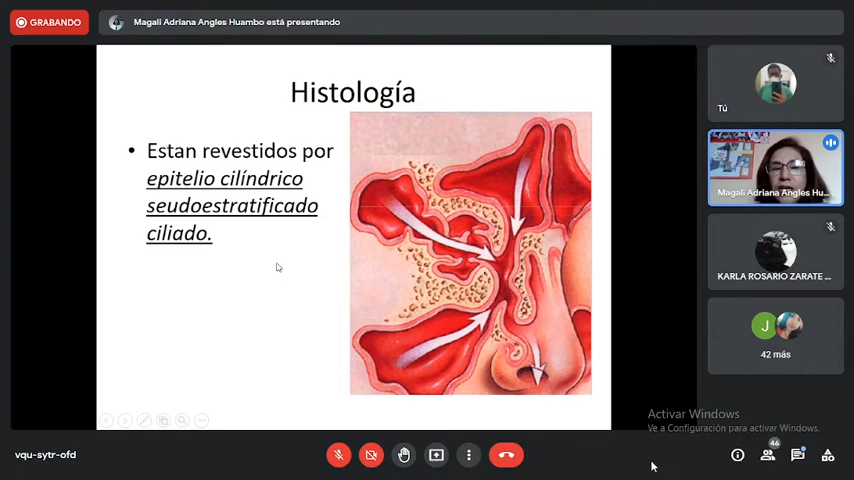 GRABANDO
Magali Adriana Angles Huambo está presentando
Histología
• Estan revestidos por
epitelio cilíndrico
seudoestratificado
ciliado.
Tú
Magali Adriana Angles Hu...
KARLA ROSARIO ZARATE ...
J
42 más
Activar Windows
Ve a Configuración para activar Windows.
vqu-sytr-ofd
46